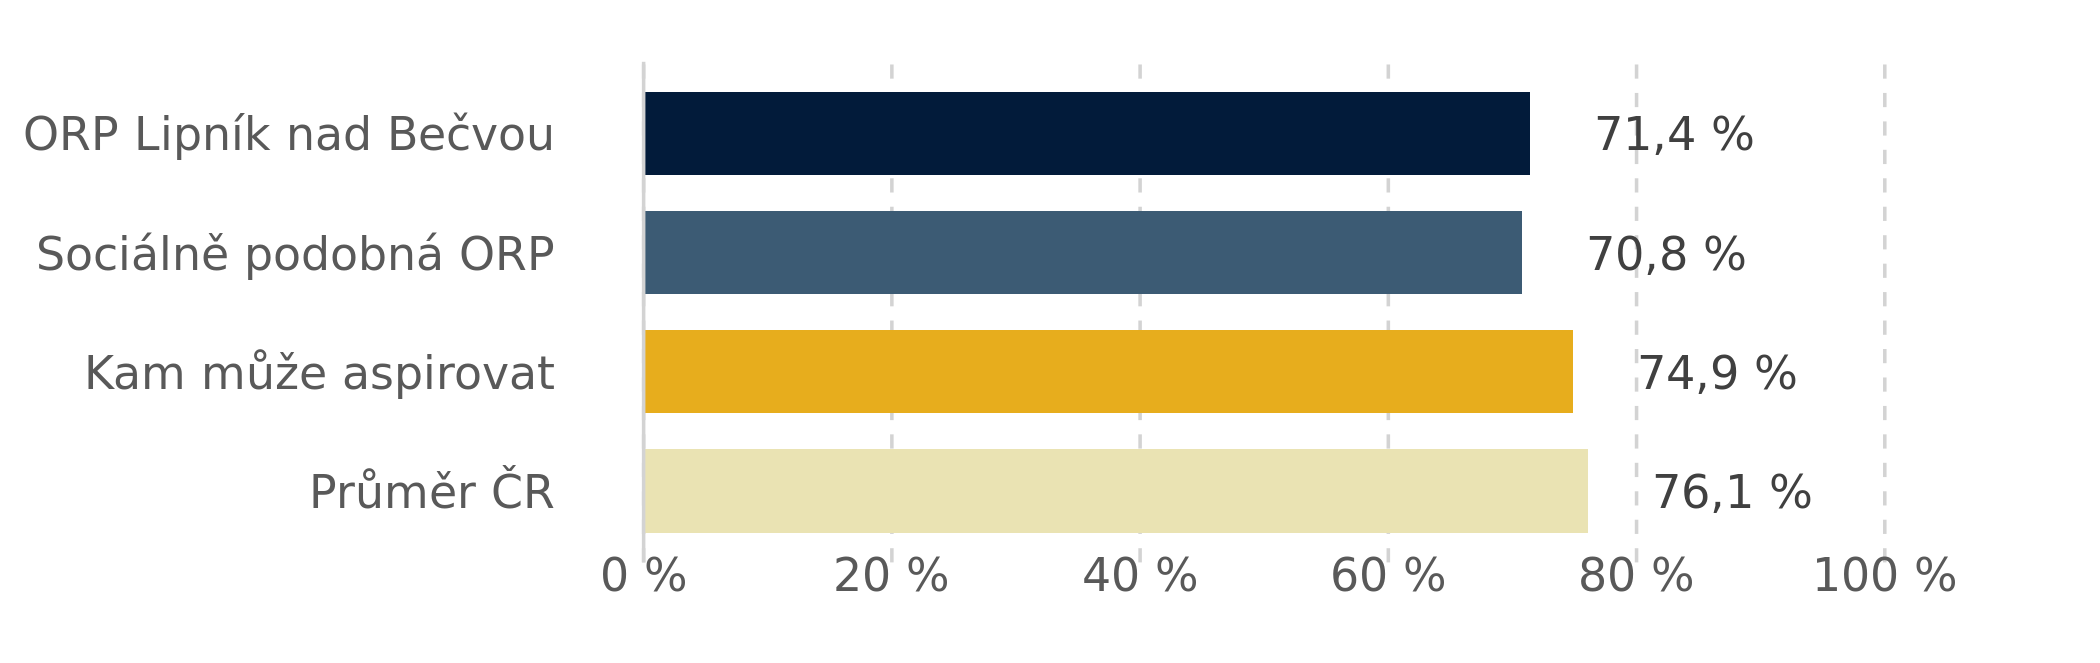 ORP Lipník nad Bečvou 71,4 %
Sociálně podobná ORP 70,8 %
Kam může aspirovat 74,9 %
Průměr ČR 76,1 %
0 % 20 % 40 % 60 % 80 % 100 %